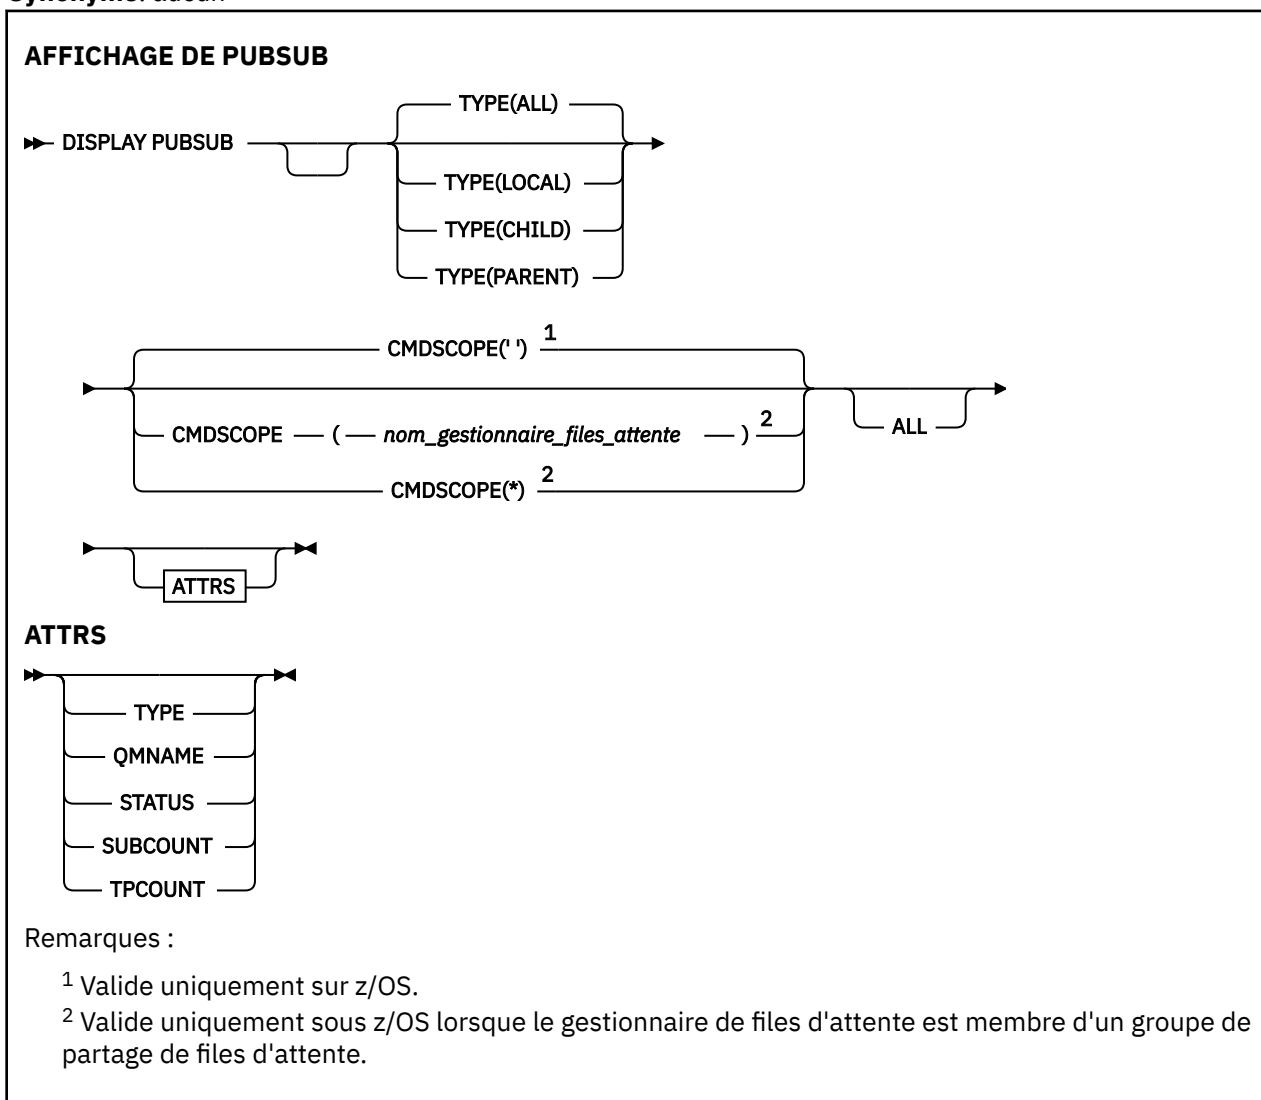 AFFICHAGE DE PUBSUB
TYPE(ALL)
DISPLAY PUBSUB
TYPE(LOCAL)
TYPE(CHILD)
TYPE(PARENT)
CMDSCOPE(' ') 1
CMDSCOPE ( nom_gestionnaire_files_attente ) 2
ALL
CMDSCOPE(*) 2
ATTRS
ATTRS
TYPE
QMNAME
STATUS
SUBCOUNT
TPCOUNT
Remarques :
1 Valide uniquement sur z/OS.
2 Valide uniquement sous z/OS lorsque le gestionnaire de files d'attente est membre d'un groupe de
partage de files d'attente.